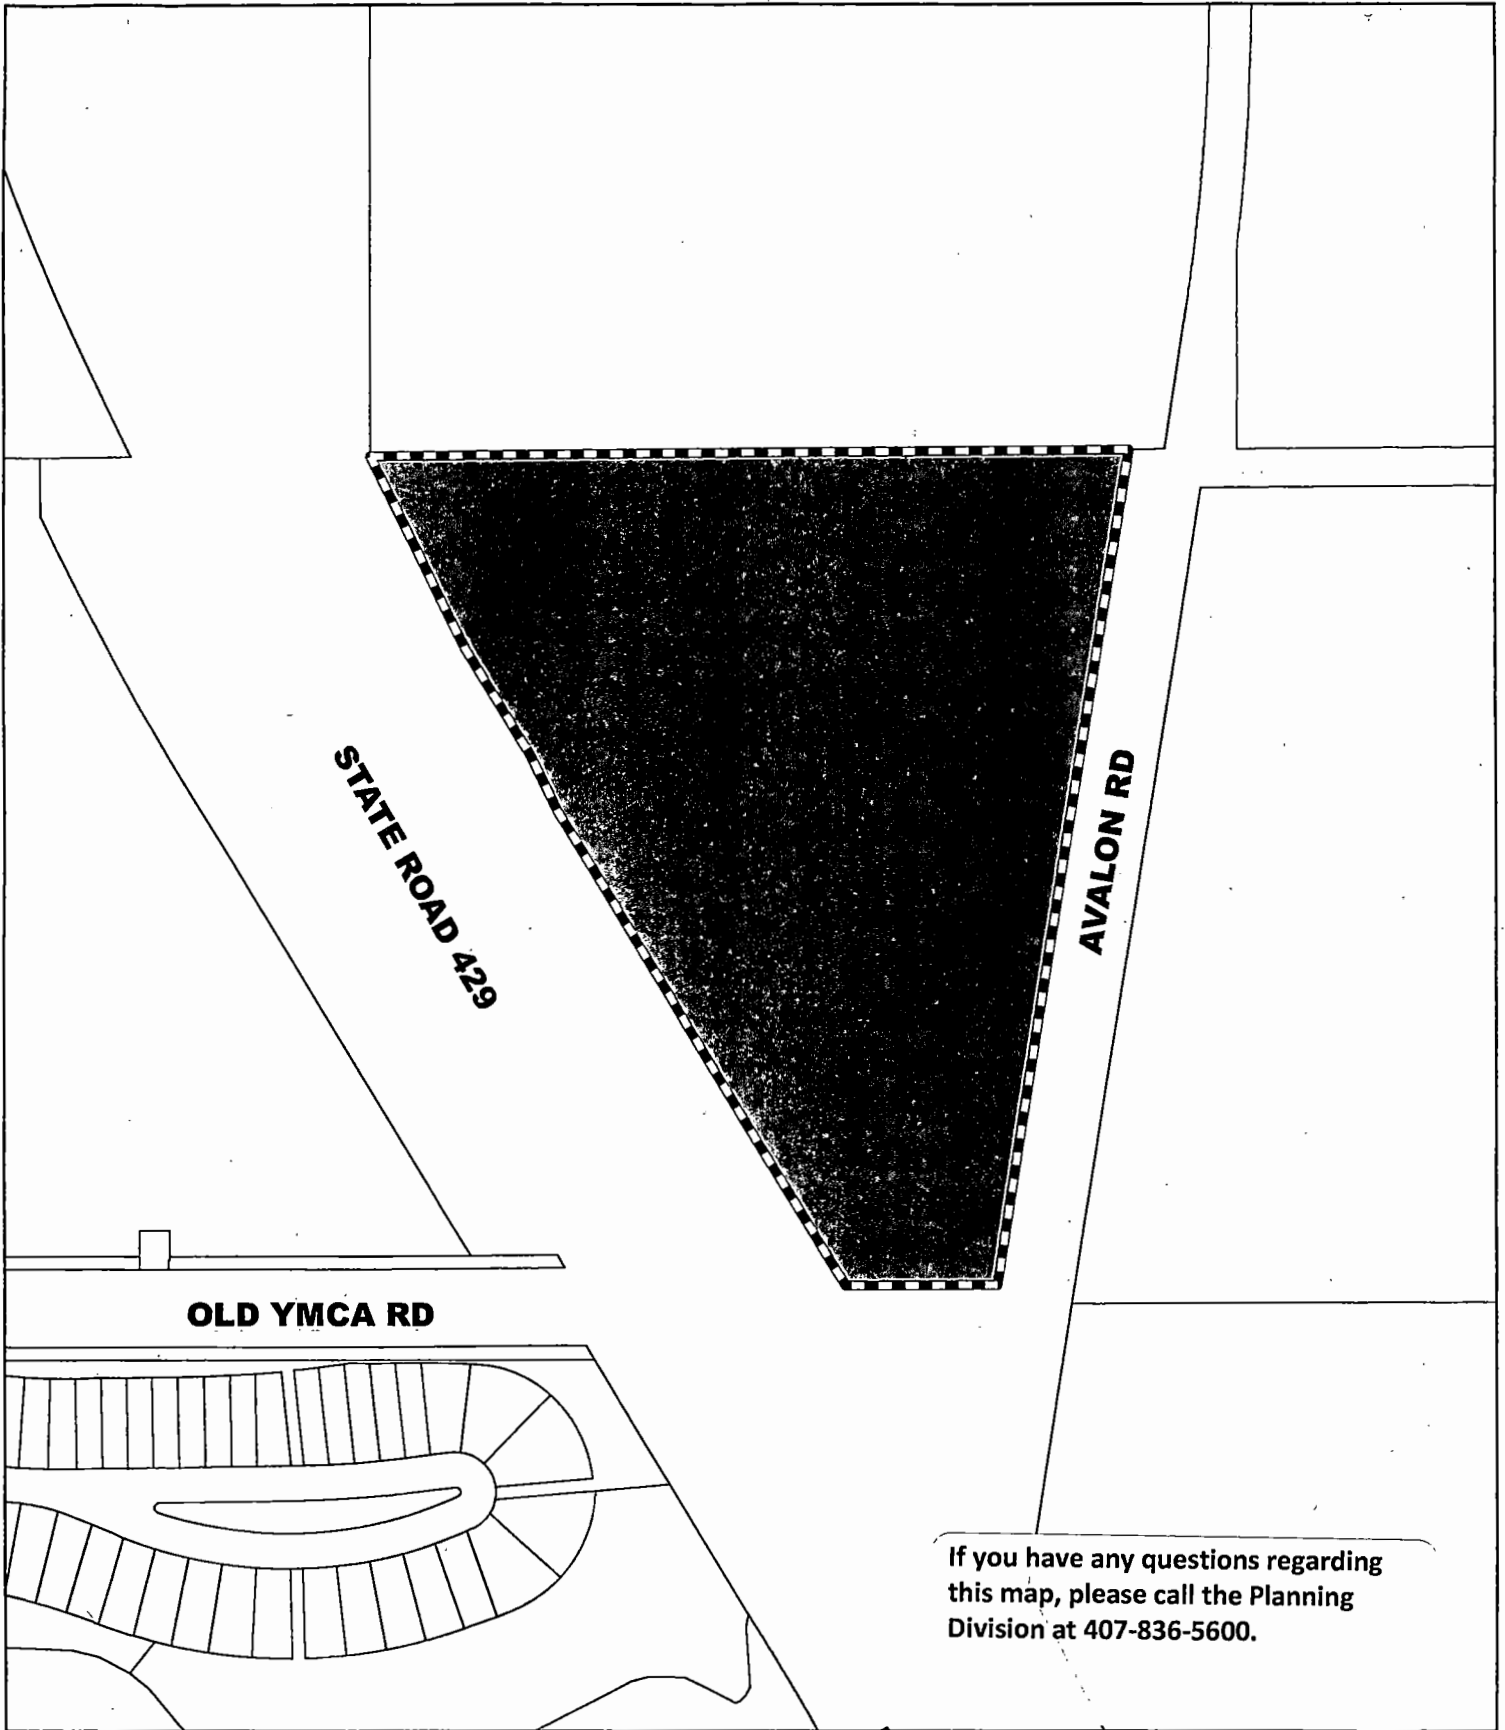 STATE ROAD 429
AVALON RD
OLD YMCA RD
If you have any questions regarding
this map, please call the Planning
Division at 407-836-5600.